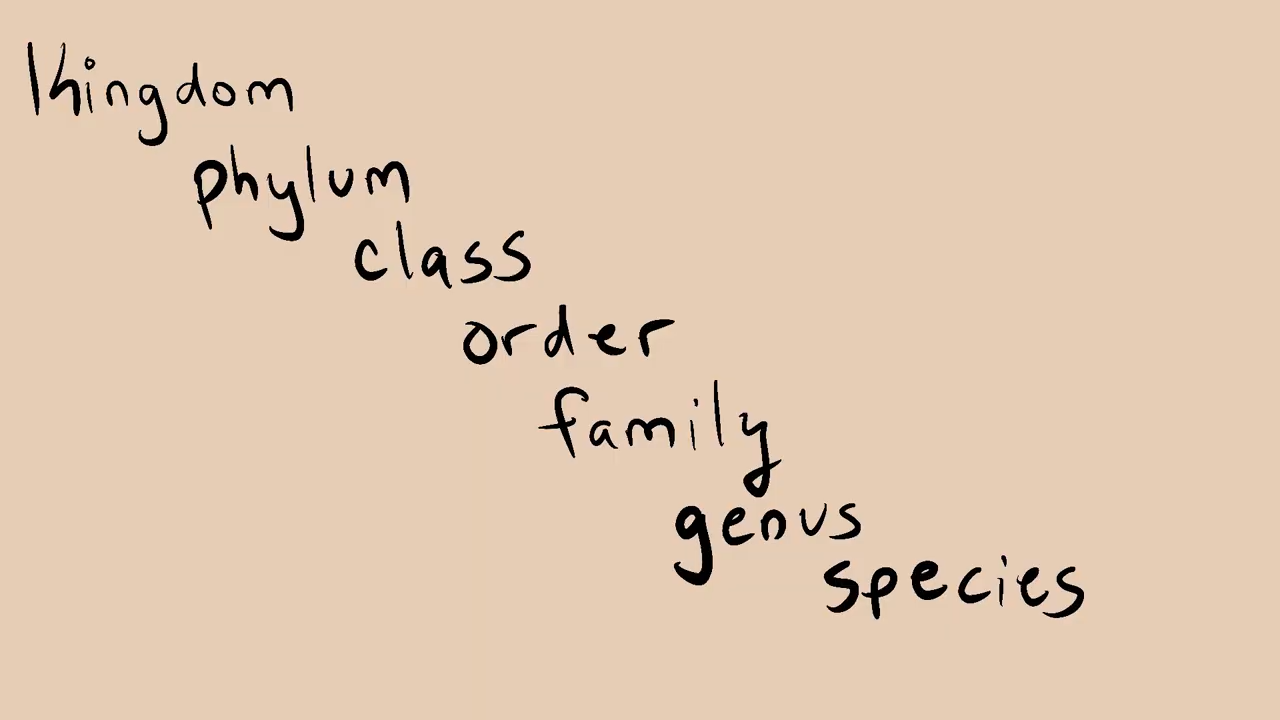 Kingdom
phylum
class
order
family
genus
species